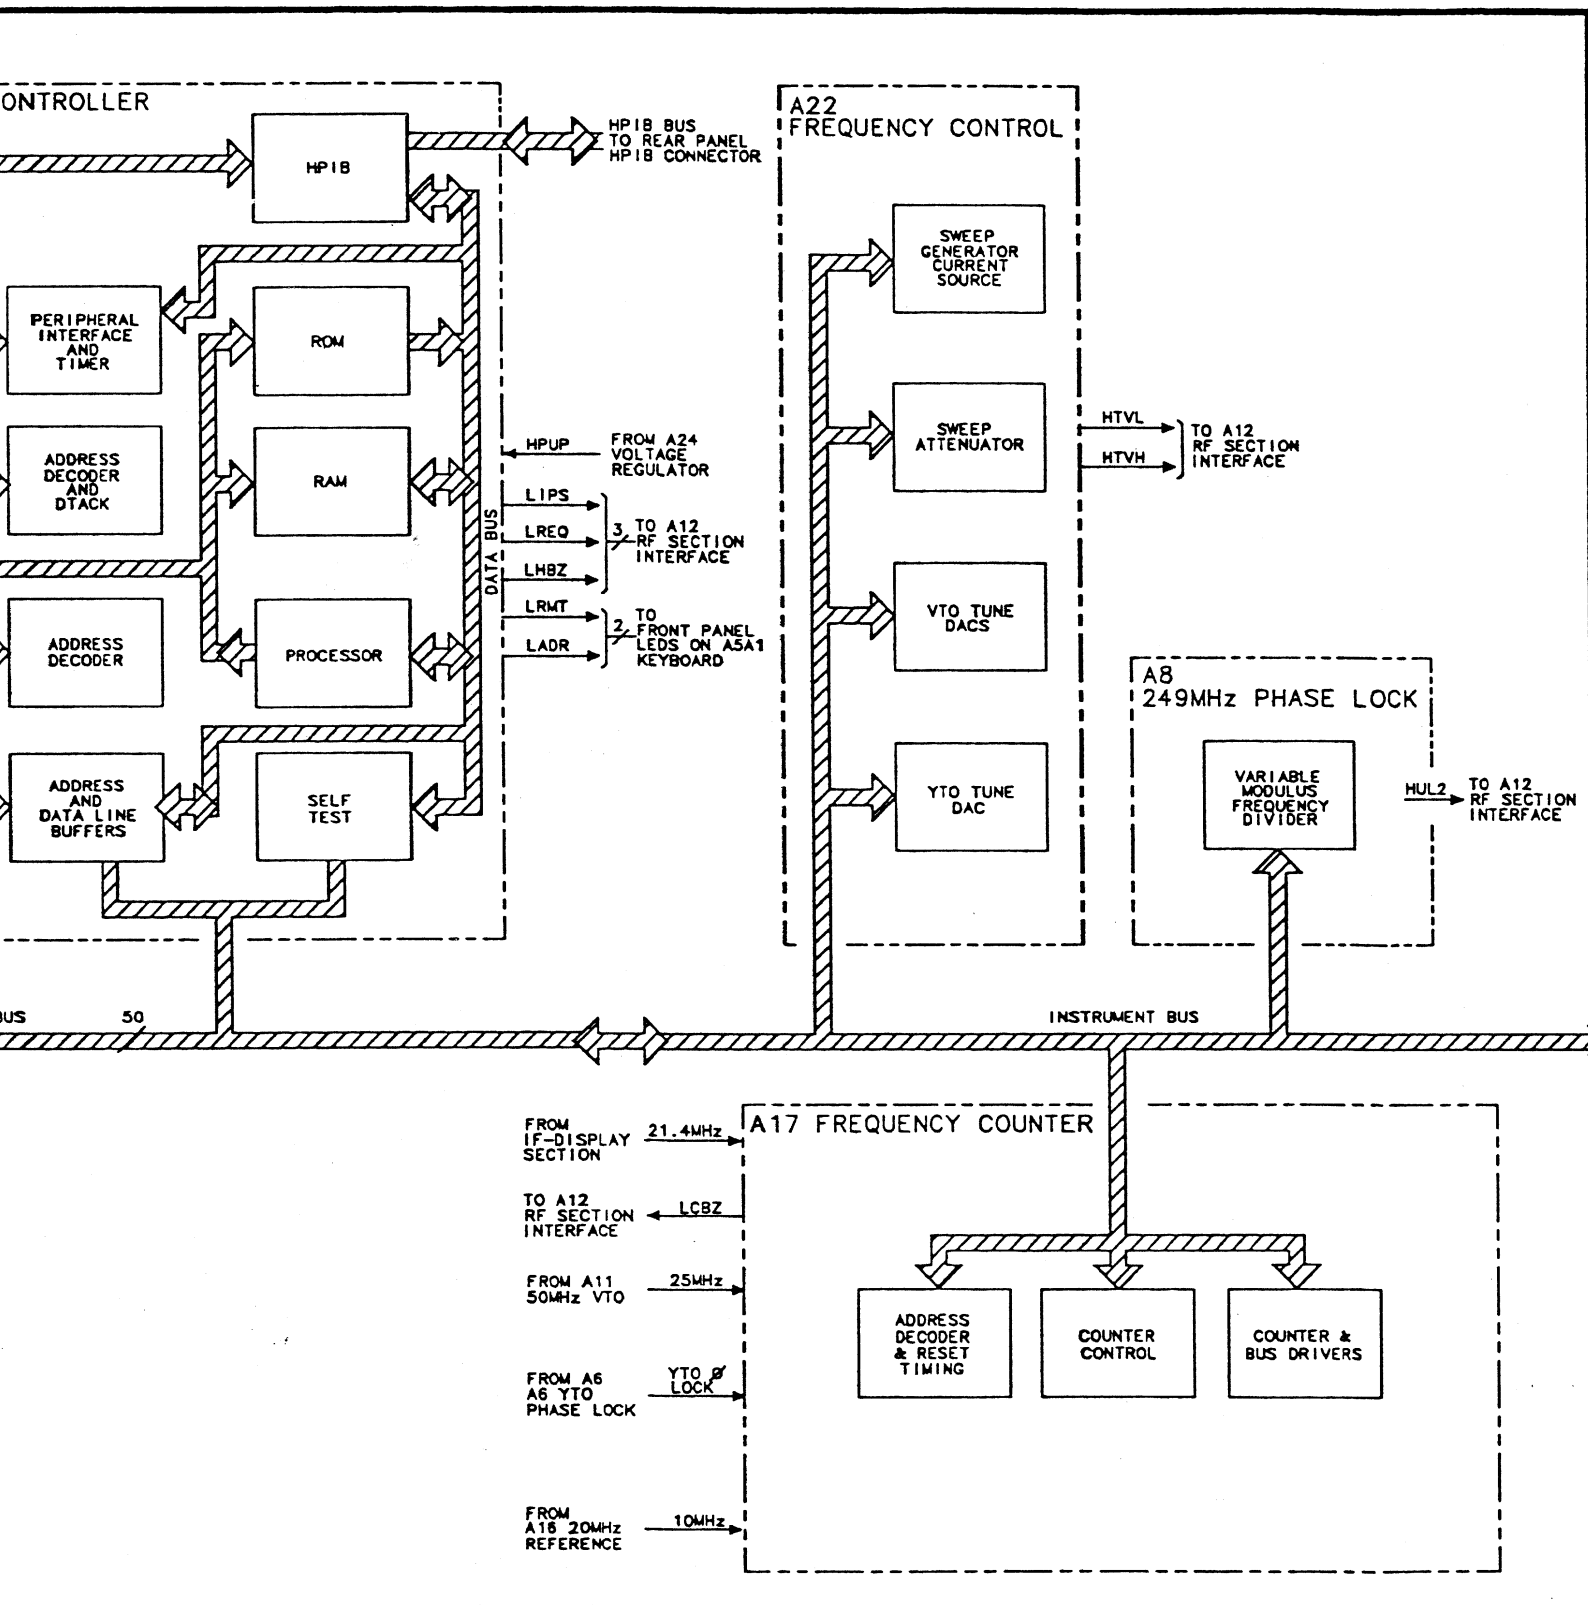 ONTROLLER
HPIB
HPIB BUS
TO REAR PANEL
HPIB CONNECTOR
PERIPHERAL
INTERFACE
AND
TIMER
ROM
ADDRESS
DECODER
AND
DTACK
RAM
ADDRESS
DECODER
PROCESSOR
ADDRESS
AND
DATA LINE
BUFFERS
SELF
TEST
DATA BUS
HPUP
FROM A24
VOLTAGE
REGULATOR
LIPS
LREQ
LHBZ
3
TO A12
RF SECTION
INTERFACE
LRMT
LADR
2
TO
FRONT PANEL
LEDS ON A5A1
KEYBOARD
A22
FREQUENCY CONTROL
SWEEP
GENERATOR
CURRENT
SOURCE
SWEEP
ATTENUATOR
VTO TUNE
DACS
YTO TUNE
DAC
HTVL
HTVH
TO A12
RF SECTION
INTERFACE
A8
249MHz PHASE LOCK
VARIABLE
MODULUS
FREQUENCY
DIVIDER
HUL2
TO A12
RF SECTION
INTERFACE
BUS
50
INSTRUMENT BUS
A17 FREQUENCY COUNTER
FROM
IF-DISPLAY
SECTION
21.4MHz
TO A12
RF SECTION
INTERFACE
LCBZ
FROM A11
50MHz VTO
25MHz
FROM A6
A6 YTO
PHASE LOCK
YTO Ø
LOCK
FROM
A16 20MHz
REFERENCE
10MHz
ADDRESS
DECODER
& RESET
TIMING
COUNTER
CONTROL
COUNTER &
BUS DRIVERS